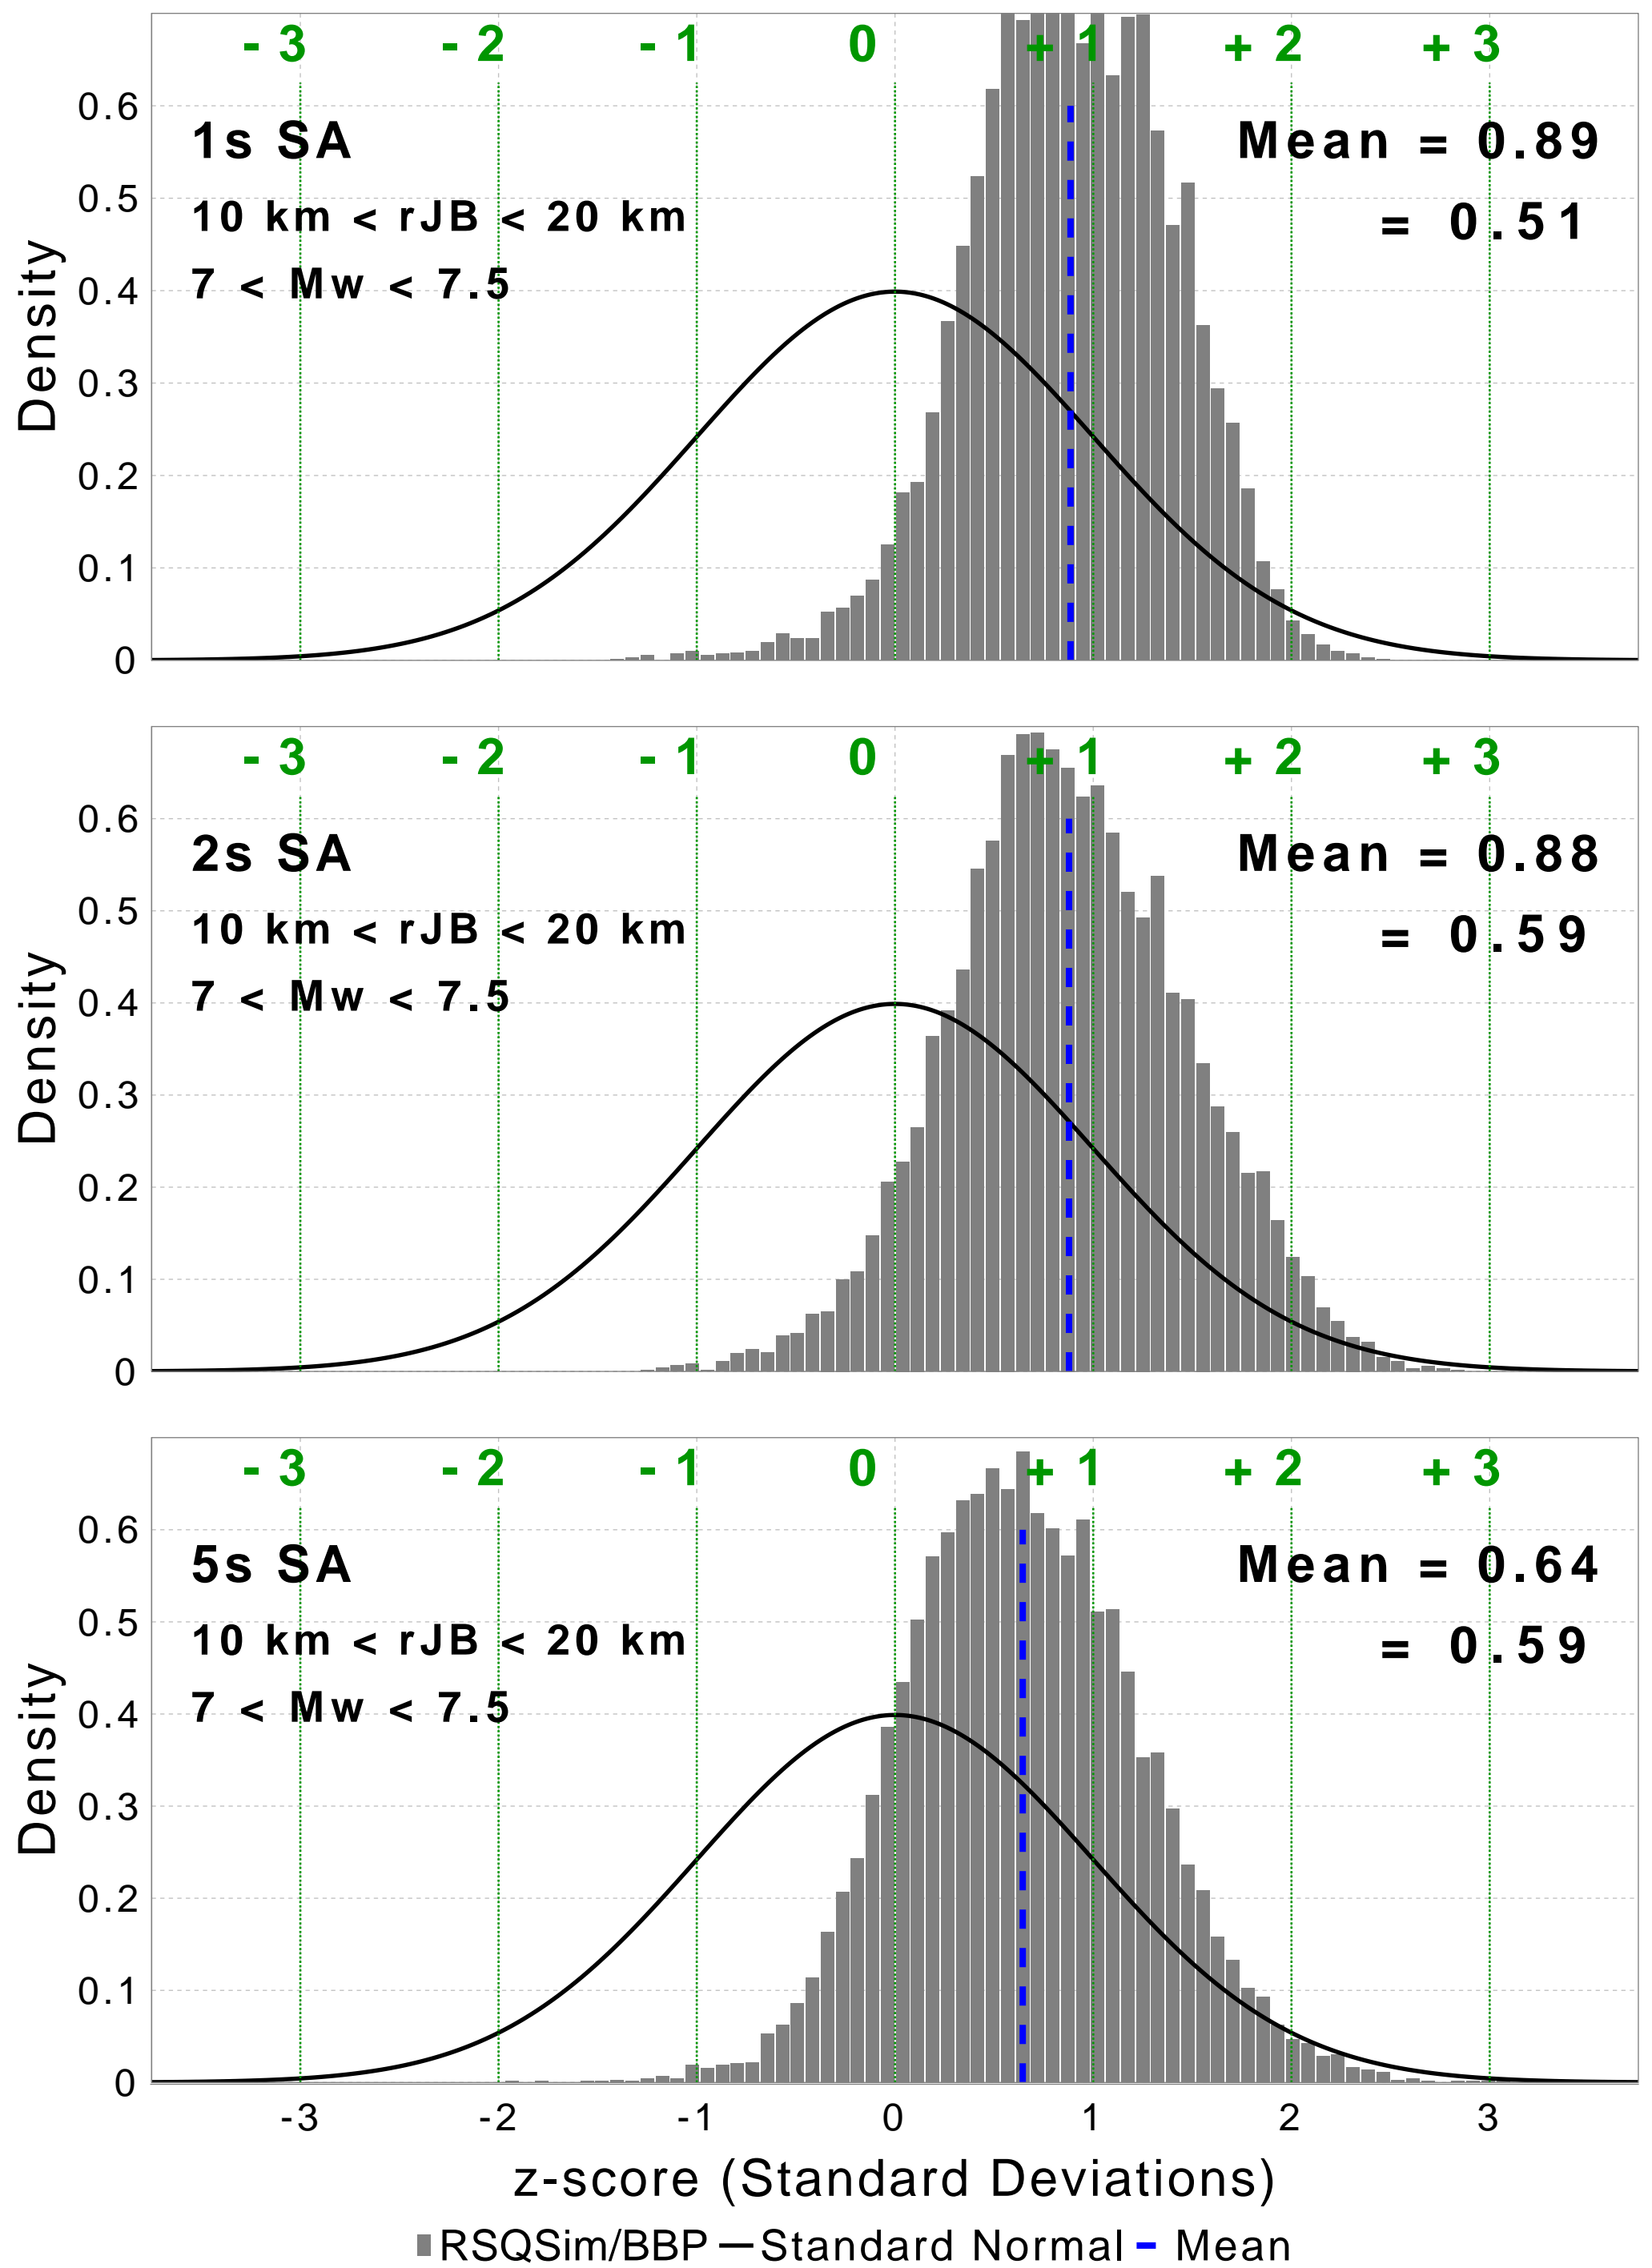 - 3 - 2 - 1 0 + 1 + 2 + 3
0.6
1s SA Mean = 0.89
0.5
10 km < rJB < 20 km = 0.51
7 < Mw < 7.5
0.4
Density
0.3
0.2
0.1
0
- 3 - 2 - 1 0 + 1 + 2 + 3
0.6
2s SA Mean = 0.88
0.5
10 km < rJB < 20 km = 0.59
7 < Mw < 7.5
0.4
Density
0.3
0.2
0.1
0
- 3 - 2 - 1 0 + 1 + 2 + 3
0.6
5s SA Mean = 0.64
0.5
10 km < rJB < 20 km = 0.59
7 < Mw < 7.5
0.4
Density
0.3
0.2
0.1
0
-3 -2 -1 0 1 2 3
z-score (Standard Deviations)
RSQSim/BBP Standard Normal Mean